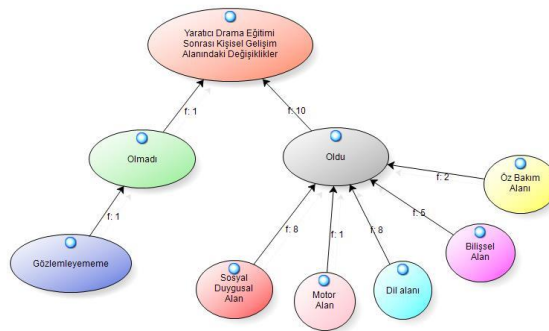 Yaratıcı Drama Eğitimi
Sonrası Kişisel Gelişim
Alanındaki Değişiklikler
f: 1
f: 10
Olmadı
Oldu
f: 2
Öz Bakım
Alanı
f: 1
f: 8
f: 1
f: 8
f: 5
Gözlemleyememe
Sosyal
Duygusal
Alan
Motor
Alan
Dil alanı
Bilişsel
Alan